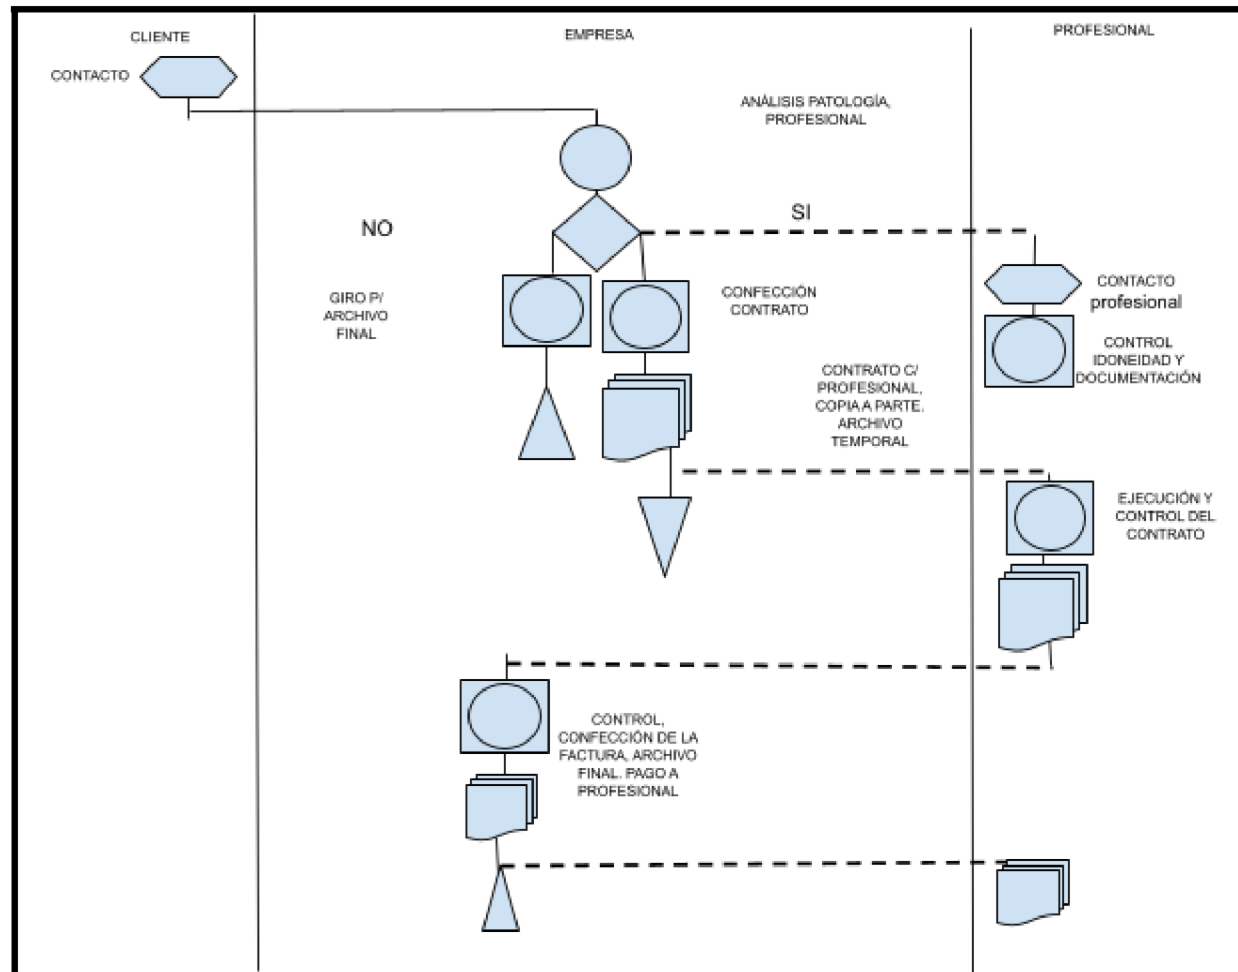 CLIENTE
EMPRESA
PROFESIONAL
CONTACTO
ANÁLISIS PATOLOGÍA,
PROFESIONAL
NO
SI
GIRO P/
ARCHIVO
FINAL
CONFECCIÓN
CONTRATO
CONTACTO
profesional
CONTROL
IDONEIDAD Y
DOCUMENTACIÓN
CONTRATO C/
PROFESIONAL,
COPIA A PARTE.
ARCHIVO
TEMPORAL
EJECUCIÓN Y
CONTROL DEL
CONTRATO
CONTROL,
CONFECCIÓN DE LA
FACTURA, ARCHIVO
FINAL. PAGO A
PROFESIONAL